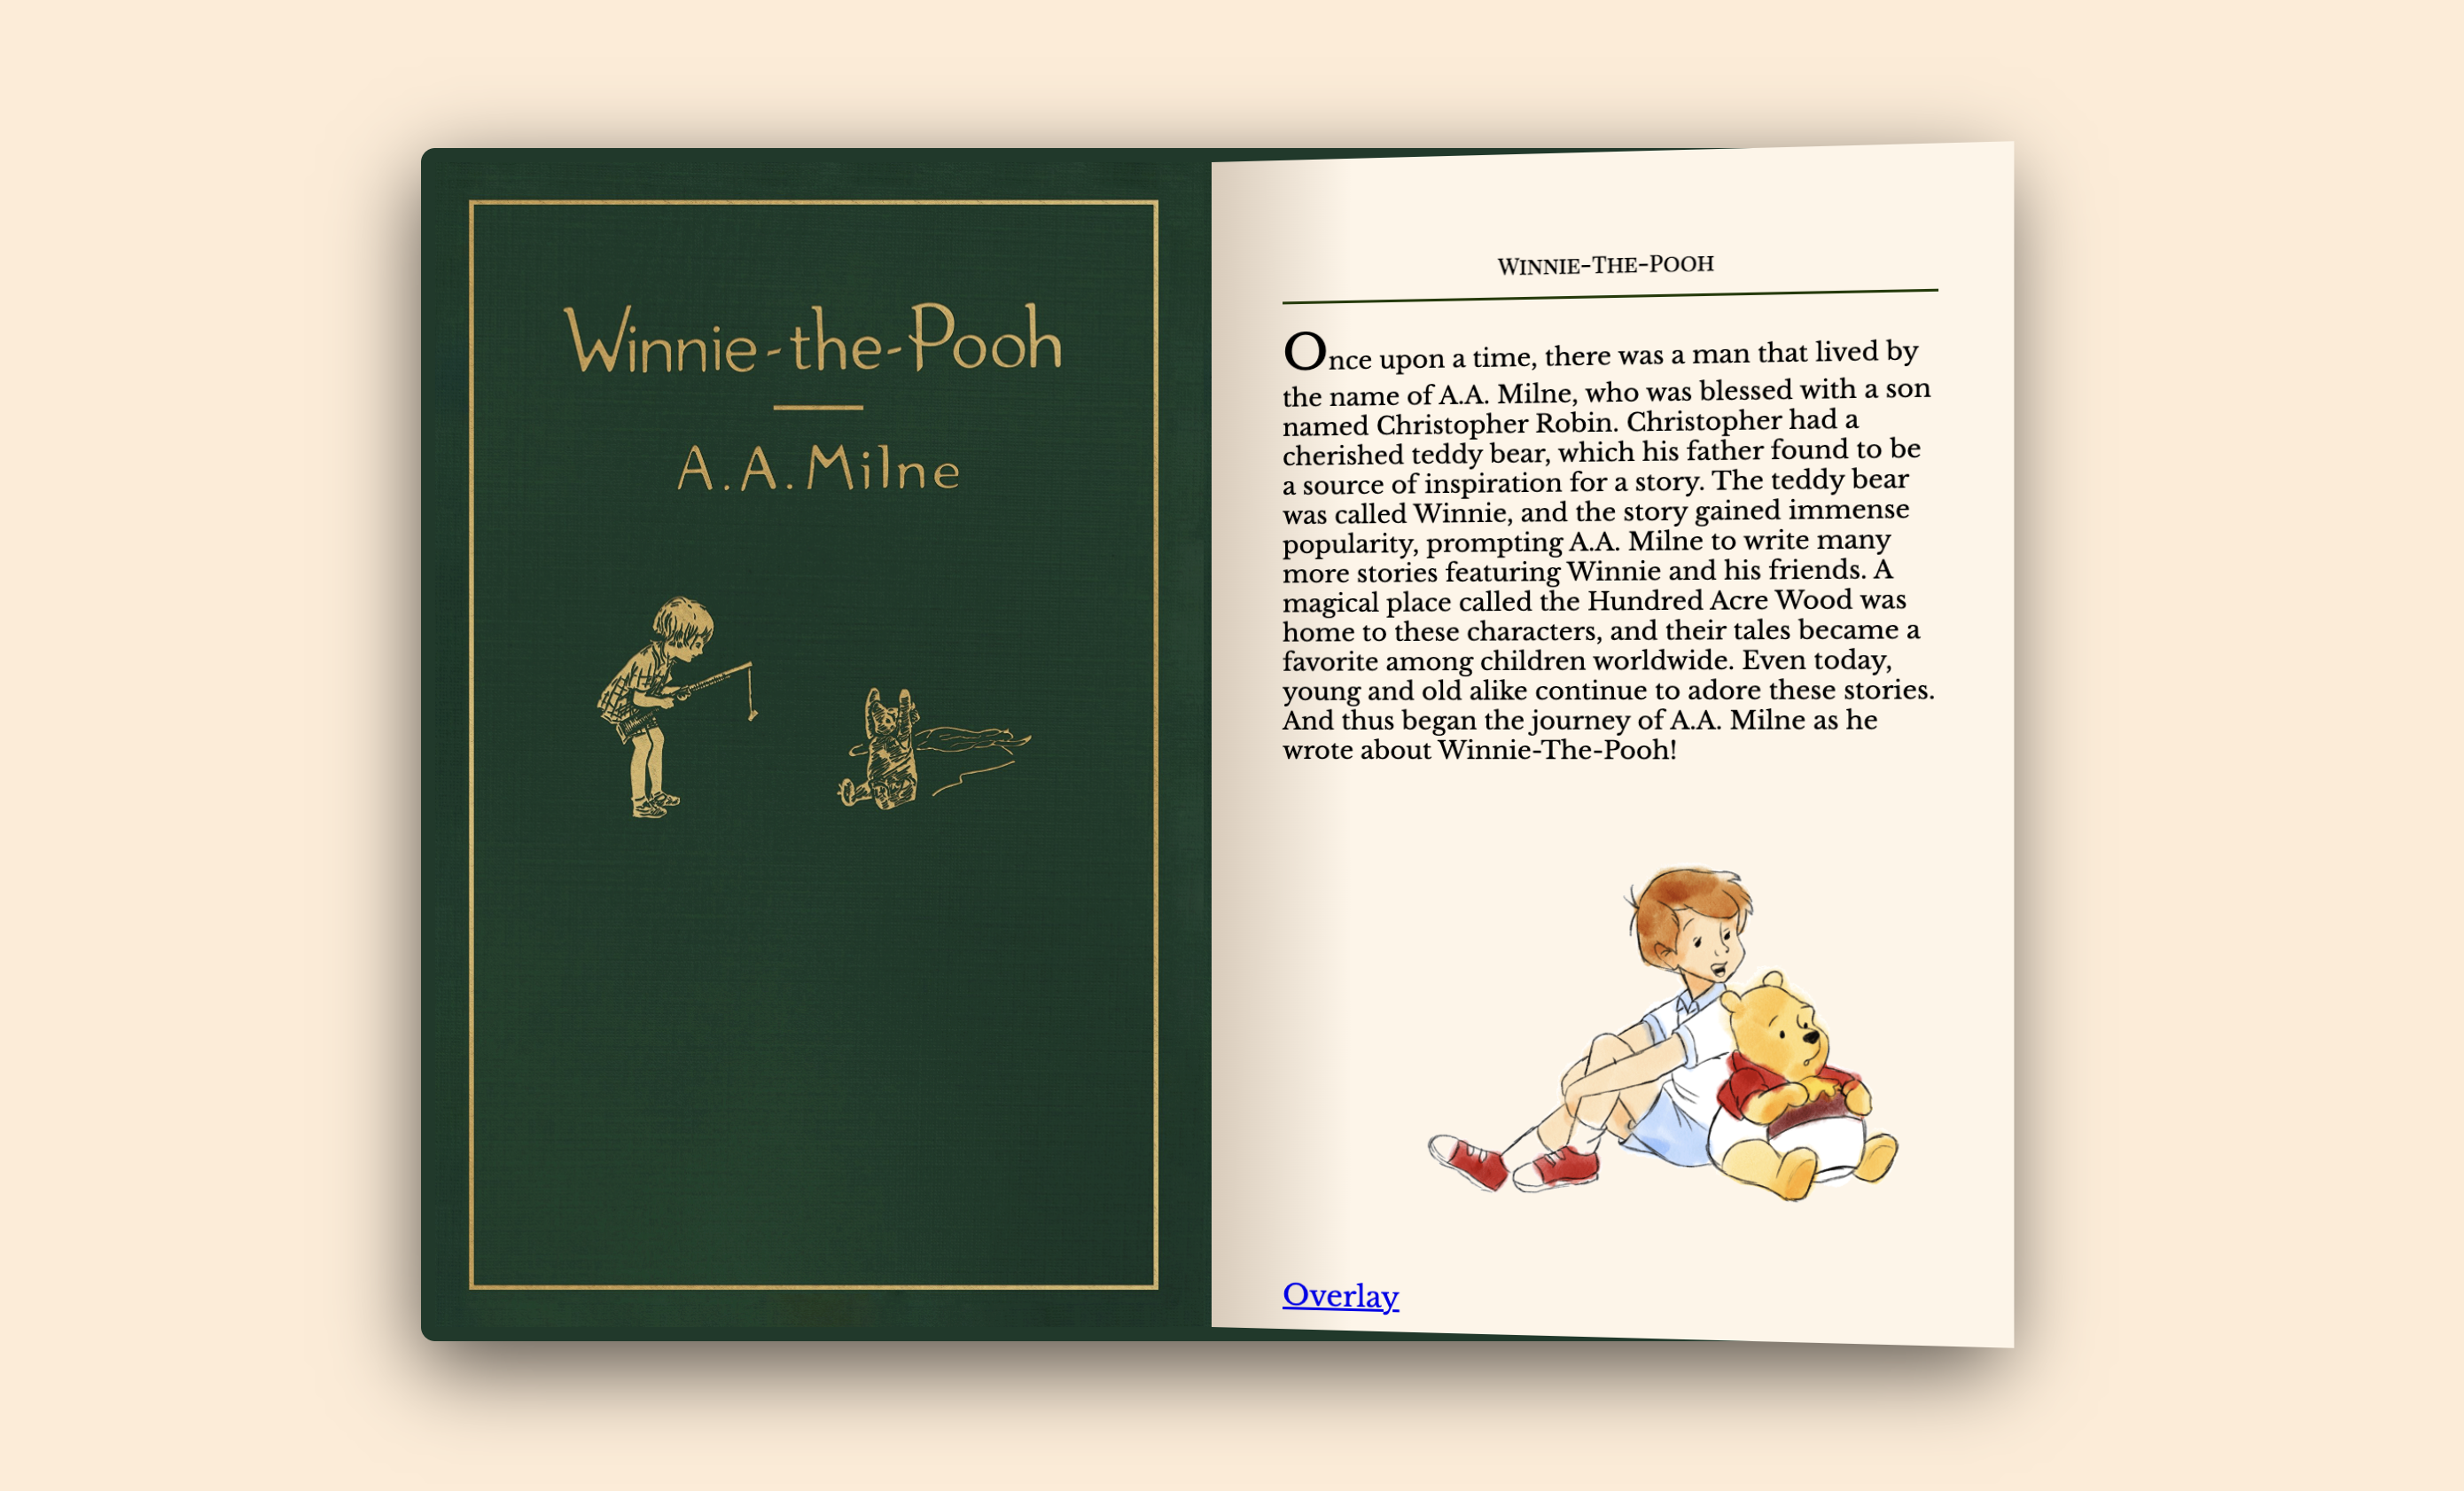 Winnie-the-Pooh
A.A. Milne
WINNIE-THE-POOH
Once upon a time, there was a man that lived by
the name of A.A. Milne, who was blessed with a son
named Christopher Robin. Christopher had a
cherished teddy bear, which his father found to be
a source of inspiration for a story. The teddy bear
was called Winnie, and the story gained immense
popularity, prompting A.A. Milne to write many
more stories featuring Winnie and his friends. A
magical place called the Hundred Acre Wood was
home to these characters, and their tales became a
favorite among children worldwide. Even today,
young and old alike continue to adore these stories.
And thus began the journey of A.A. Milne as he
wrote about Winnie-The-Pooh!
Overlay